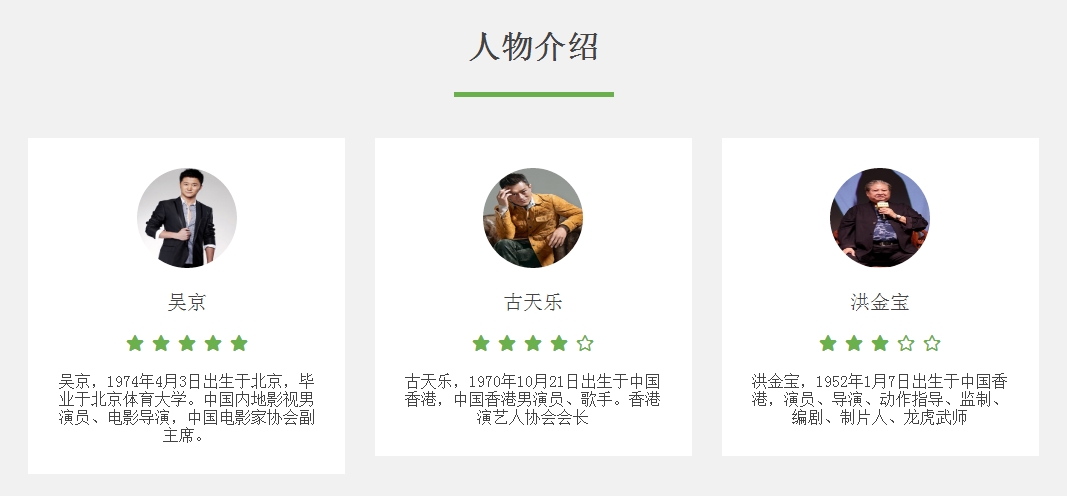 人物介绍
吴京
吴京，1974年4月3日出生于北京，毕
业于北京体育大学。中国内地影视男
演员、电影导演，中国电影家协会副
主席。
古天乐
古天乐，1970年10月21日出生于中国
香港，中国香港男演员、歌手。香港
演艺人协会会长
洪金宝
洪金宝，1952年1月7日出生于中国香
港，演员、导演、动作指导、监制、
编剧、制片人、龙虎武师